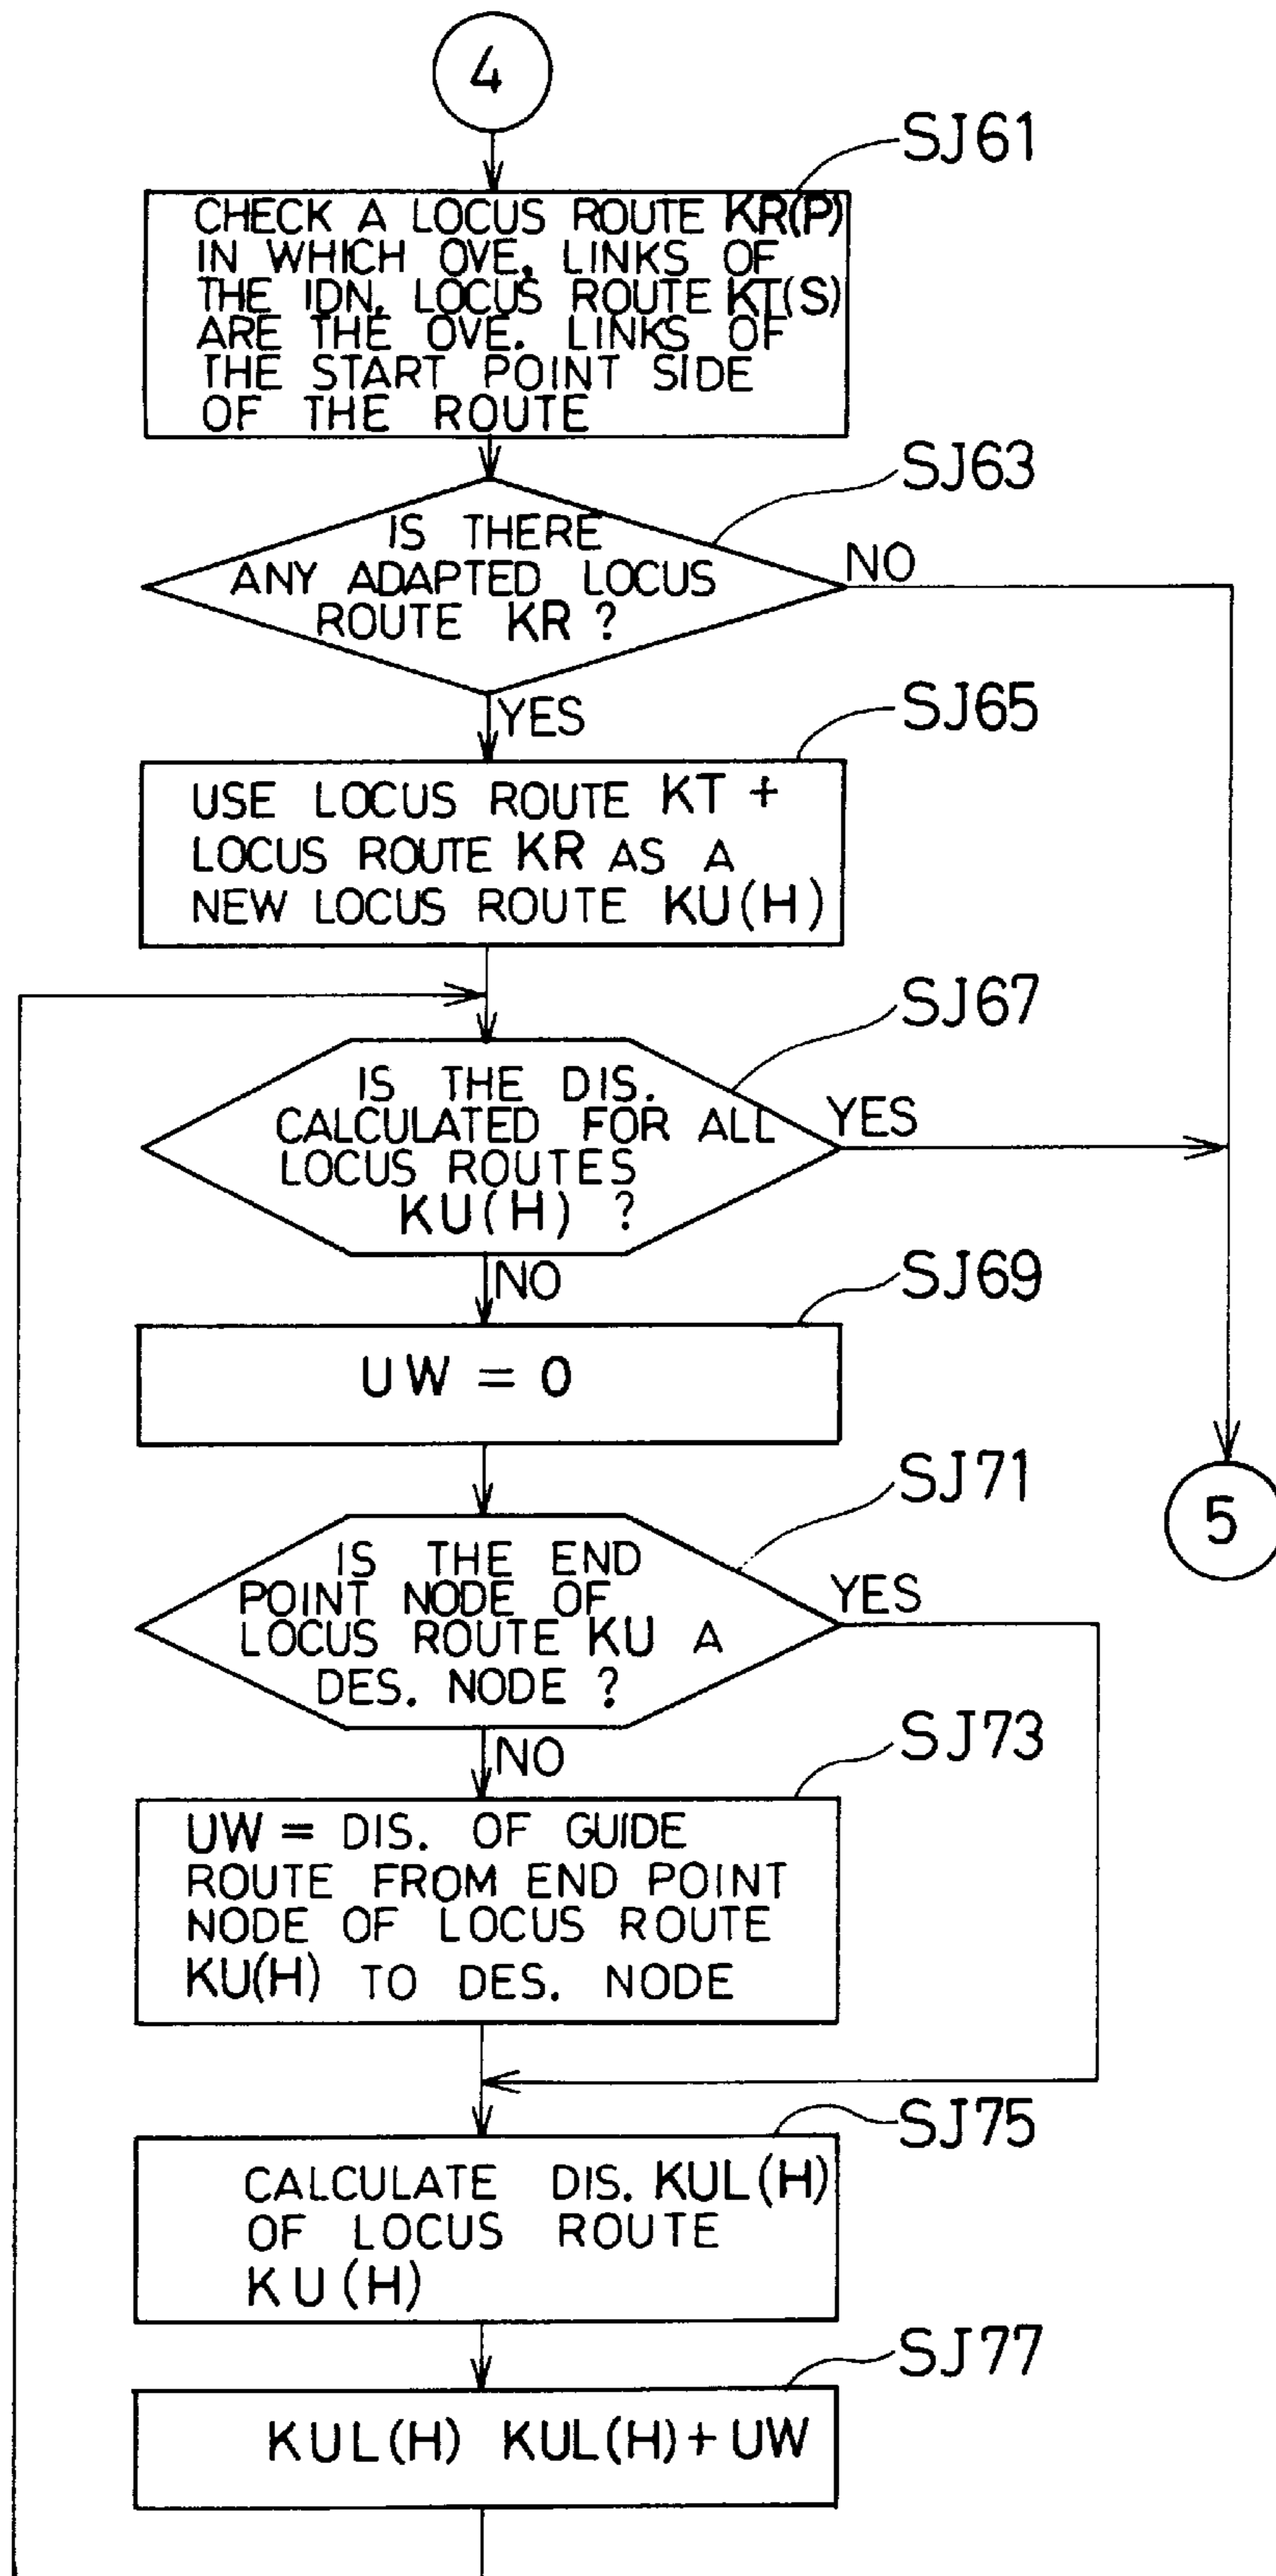 4
SJ61
CHECK A LOCUS ROUTE KR(P)
IN WHICH OVE. LINKS OF
THE IDN. LOCUS ROUTE KT(S)
ARE THE OVE. LINKS OF
THE START POINT SIDE
OF THE ROUTE
SJ63
IS THERE
ANY ADAPTED LOCUS
ROUTE KR ?
NO
YES
SJ65
USE LOCUS ROUTE KT +
LOCUS ROUTE KR AS A
NEW LOCUS ROUTE KU(H)
SJ67
IS THE DIS.
CALCULATED FOR ALL
LOCUS ROUTES
KU(H) ?
YES
NO
SJ69
UW = 0
SJ71
IS THE END
POINT NODE OF
LOCUS ROUTE KU A
DES. NODE ?
YES
5
NO
SJ73
UW = DIS. OF GUIDE
ROUTE FROM END POINT
NODE OF LOCUS ROUTE
KU(H) TO DES. NODE
SJ75
CALCULATE DIS. KUL(H)
OF LOCUS ROUTE
KU(H)
SJ77
KUL(H) KUL(H)+UW